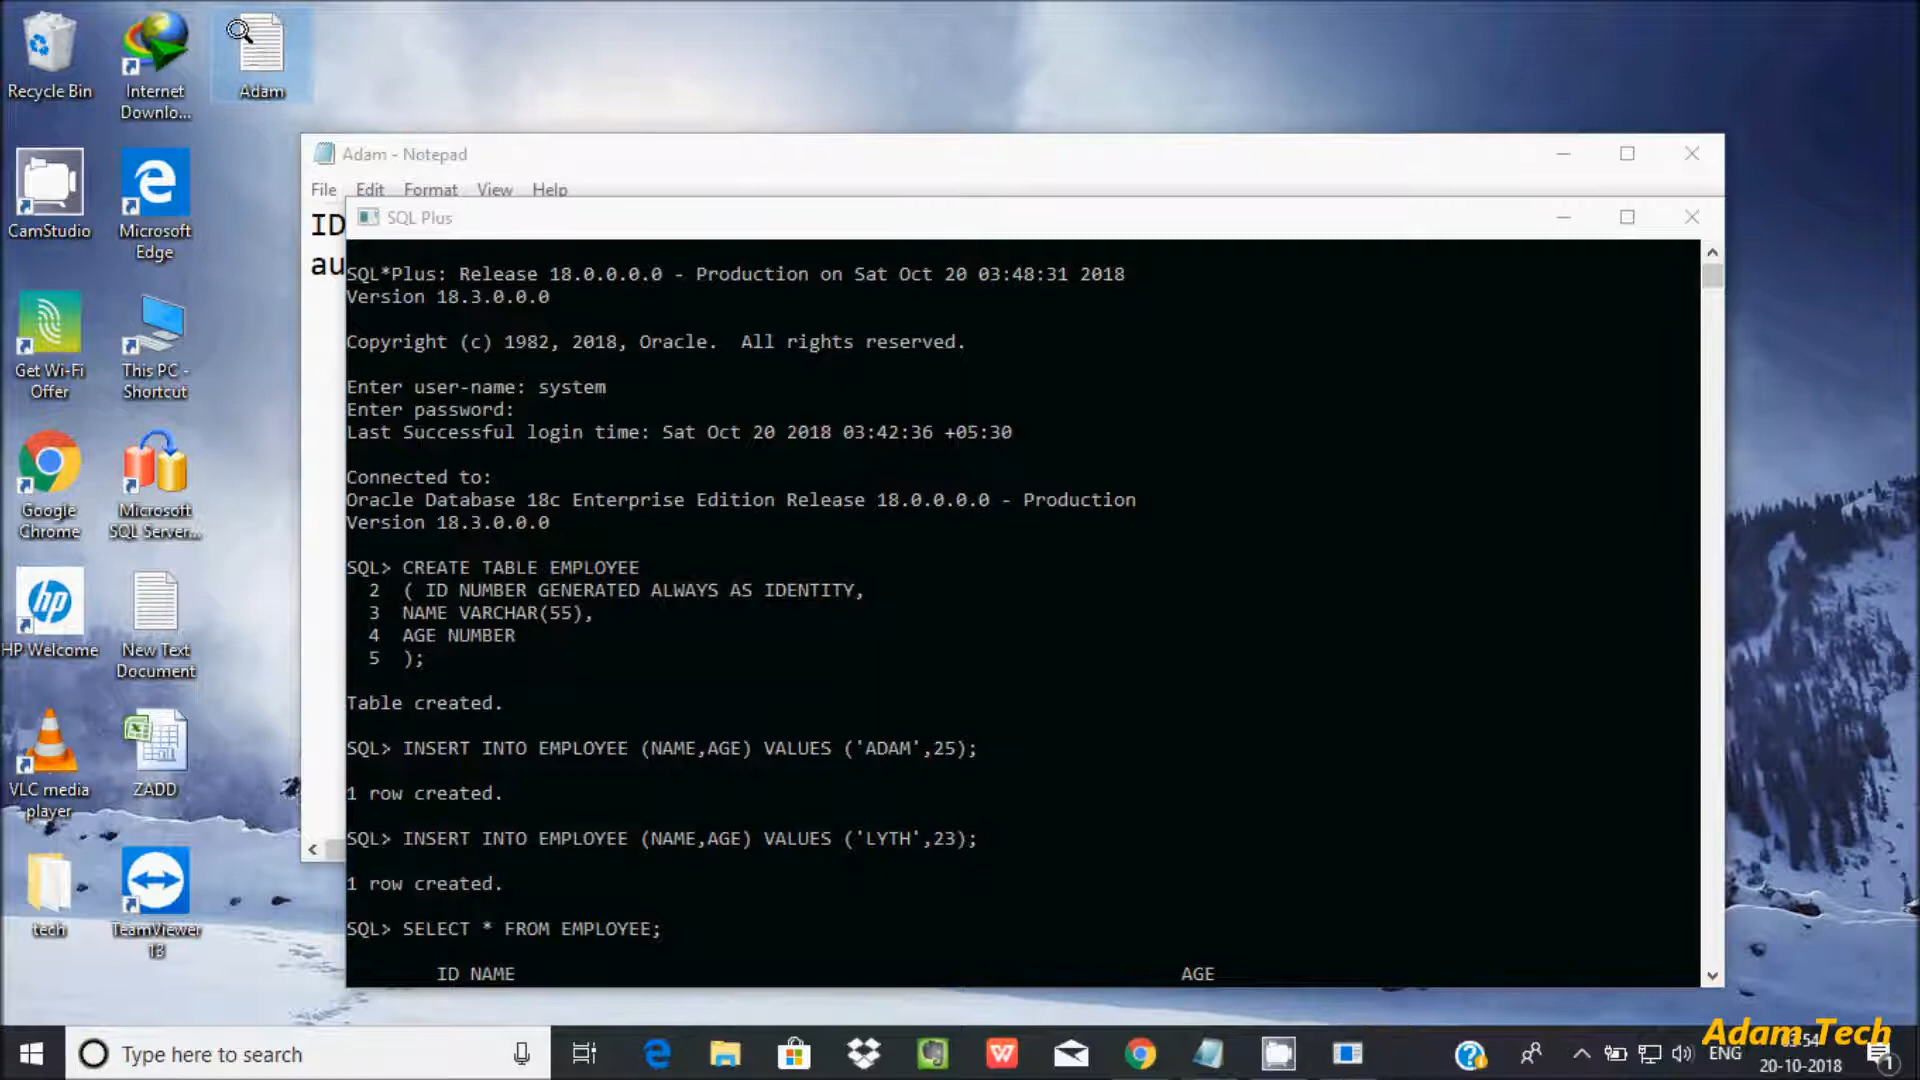 Recycle Bin
Internet
Downlo...
Adam
CamStudio
Microsoft
Edge
Get Wi-Fi
Offer
This PC -
Shortcut
Google
Chrome
Microsoft
SQL Server...
HP Welcome
New Text
Document
VLC media
player
ZADD
tech
TeamViewer
13
Adam - Notepad
File Edit Format View Help
ID
au
SQL Plus
SQL*Plus: Release 18.0.0.0.0 - Production on Sat Oct 20 03:48:31 2018
Version 18.3.0.0.0
Copyright (c) 1982, 2018, Oracle.  All rights reserved.
Enter user-name: system
Enter password:
Last Successful login time: Sat Oct 20 2018 03:42:36 +05:30
Connected to:
Oracle Database 18c Enterprise Edition Release 18.0.0.0.0 - Production
Version 18.3.0.0.0
SQL> CREATE TABLE EMPLOYEE
2  ( ID NUMBER GENERATED ALWAYS AS IDENTITY,
3  NAME VARCHAR(55),
4  AGE NUMBER
5  );
Table created.
SQL> INSERT INTO EMPLOYEE (NAME,AGE) VALUES ('ADAM',25);
1 row created.
SQL> INSERT INTO EMPLOYEE (NAME,AGE) VALUES ('LYTH',23);
1 row created.
SQL> SELECT * FROM EMPLOYEE;
ID NAME AGE
Type here to search
ENG
Adam Tech
03:54
20-10-2018
1